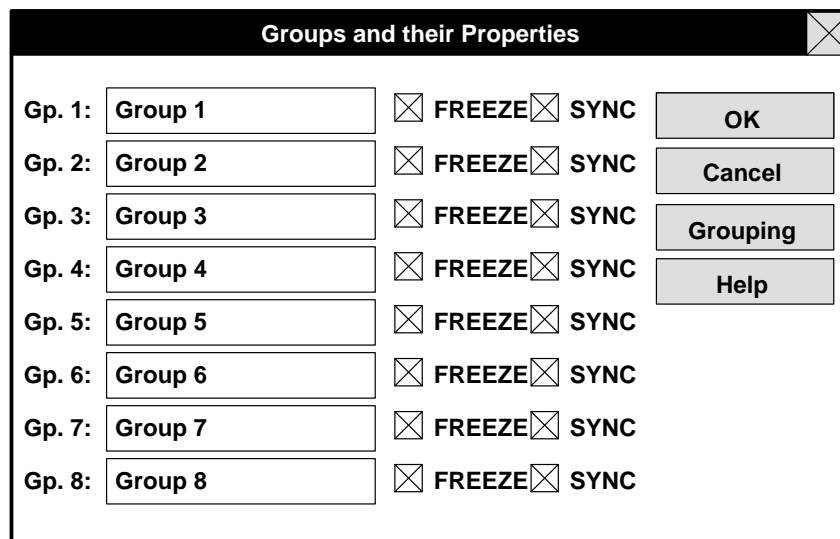 Groups and their Properties
Gp. 1: Group 1 FREEZE SYNC OK
Gp. 2: Group 2 FREEZE SYNC Cancel
Gp. 3: Group 3 FREEZE SYNC Grouping
Gp. 4: Group 4 FREEZE SYNC Help
Gp. 5: Group 5 FREEZE SYNC
Gp. 6: Group 6 FREEZE SYNC
Gp. 7: Group 7 FREEZE SYNC
Gp. 8: Group 8 FREEZE SYNC